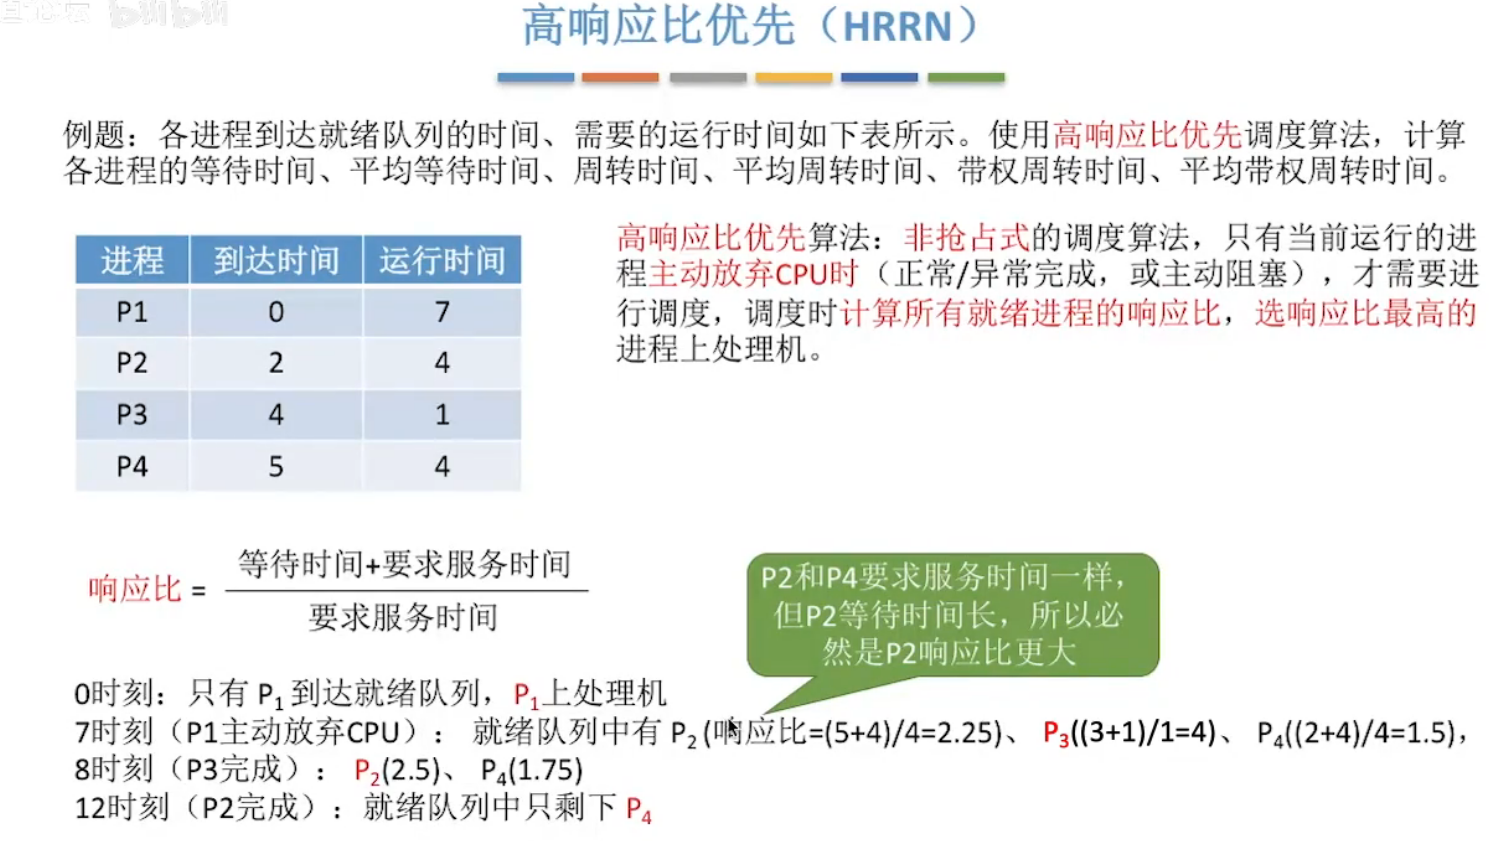 bilibili
高响应比优先（HRRN）
例题：各进程到达就绪队列的时间、需要的运行时间如下表所示。使用高响应比优先调度算法，计算
各进程的等待时间、平均等待时间、周转时间、平均周转时间、带权周转时间、平均带权周转时间。
进程 到达时间 运行时间
P1 0 7
P2 2 4
P3 4 1
P4 5 4
高响应比优先算法：非抢占式的调度算法，只有当前运行的进
程主动放弃CPU时（正常/异常完成，或主动阻塞），才需要进
行调度，调度时计算所有就绪进程的响应比，选响应比最高的
进程上处理机。
响应比 =
等待时间+要求服务时间
要求服务时间
P2和P4要求服务时间一样，
但P2等待时间长，所以必
然是P2响应比更大
0时刻：只有 P1 到达就绪队列，P1上处理机
7时刻（P1主动放弃CPU）： 就绪队列中有 P2 (响应比=(5+4)/4=2.25)、 P3((3+1)/1=4)、 P4((2+4)/4=1.5)，
8时刻（P3完成）： P2(2.5)、 P4(1.75)
12时刻（P2完成）：就绪队列中只剩下 P4